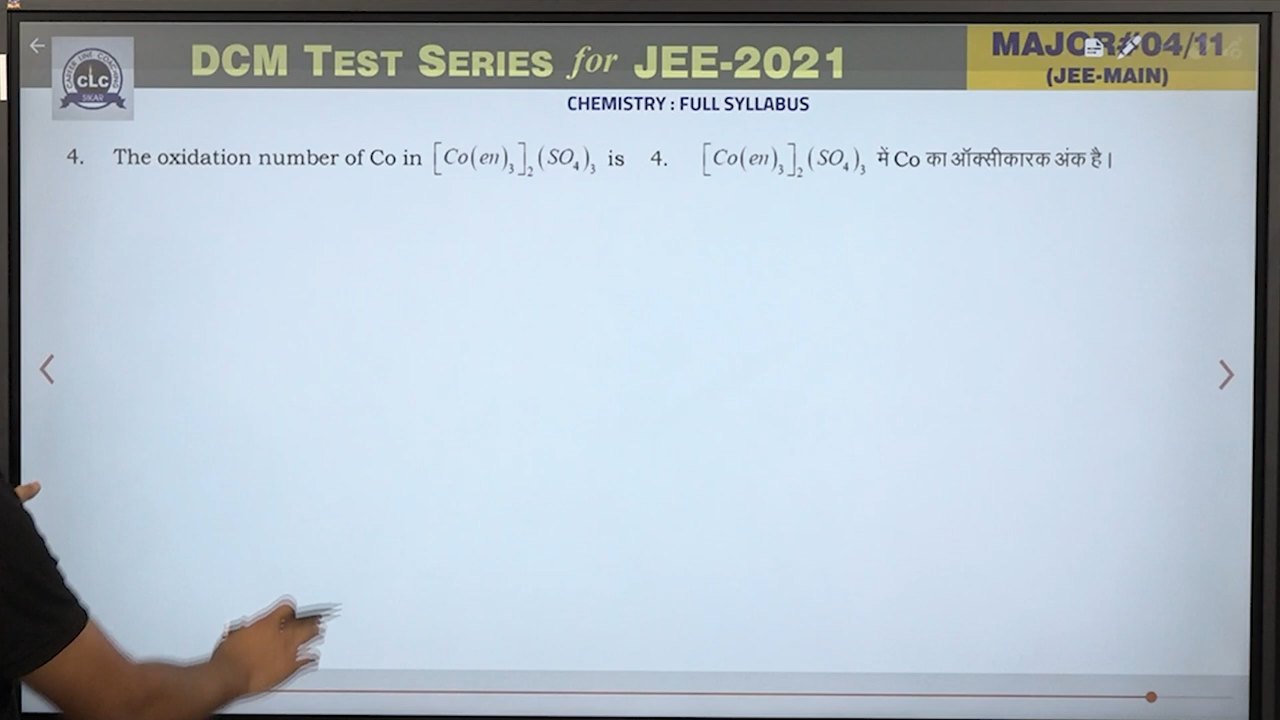 DCM TEST SERIES for JEE-2021
MAJOR#04/11
(JEE-MAIN)
CLC
SIKAR
CHEMISTRY : FULL SYLLABUS
4. The oxidation number of Co in [Co(en)₃]₂(SO₄)₃ is
4. [Co(en)₃]₂(SO₄)₃ में Co का ऑक्सीकारक अंक है।